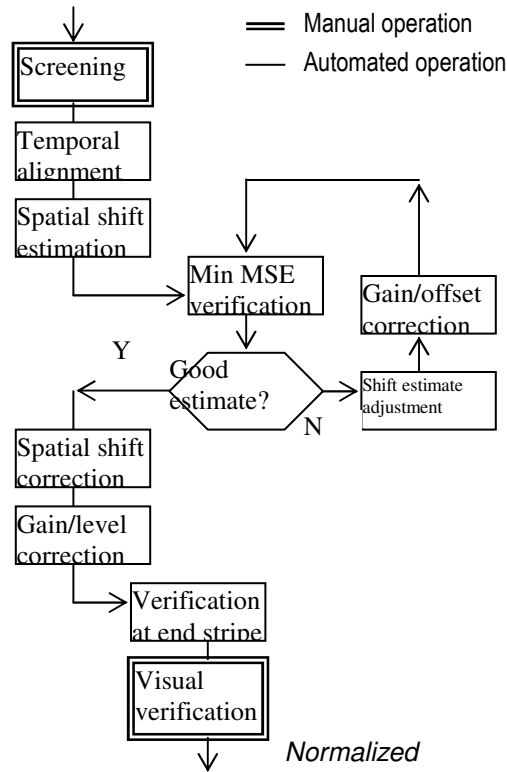 Manual operation
Automated operation
Screening
Temporal
alignment
Spatial shift
estimation
Min MSE
verification
Gain/offset
correction
Y
Good
estimate?
N
Shift estimate
adjustment
Spatial shift
correction
Gain/level
correction
Verification
at end stripe
Visual
verification
Normalized